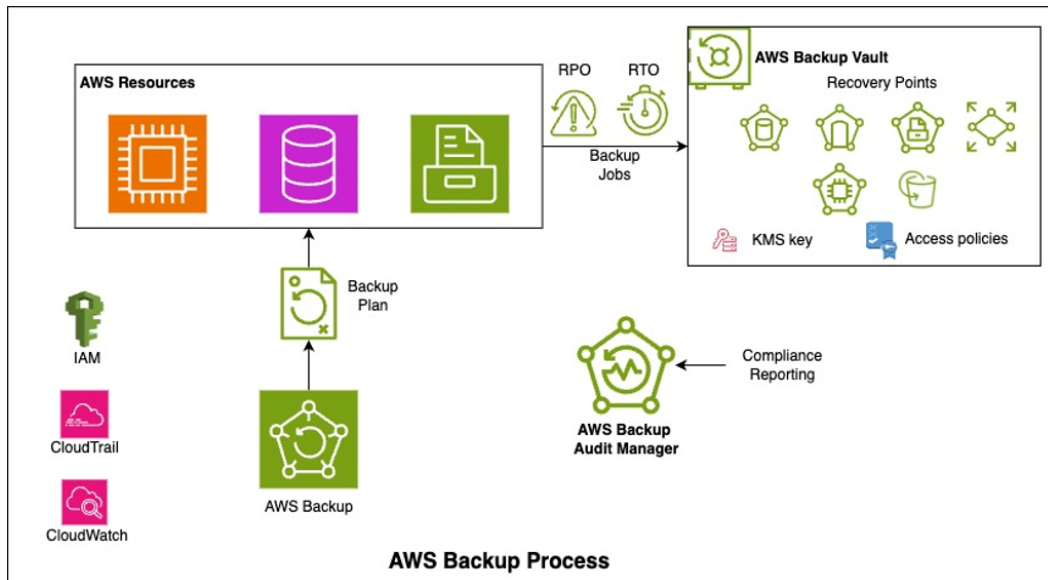 AWS Resources
RPO
RTO
Backup
Jobs
AWS Backup Vault
Recovery Points
KMS key
Access policies
Backup
Plan
IAM
CloudTrail
CloudWatch
AWS Backup
AWS Backup
Audit Manager
Compliance
Reporting
AWS Backup Process